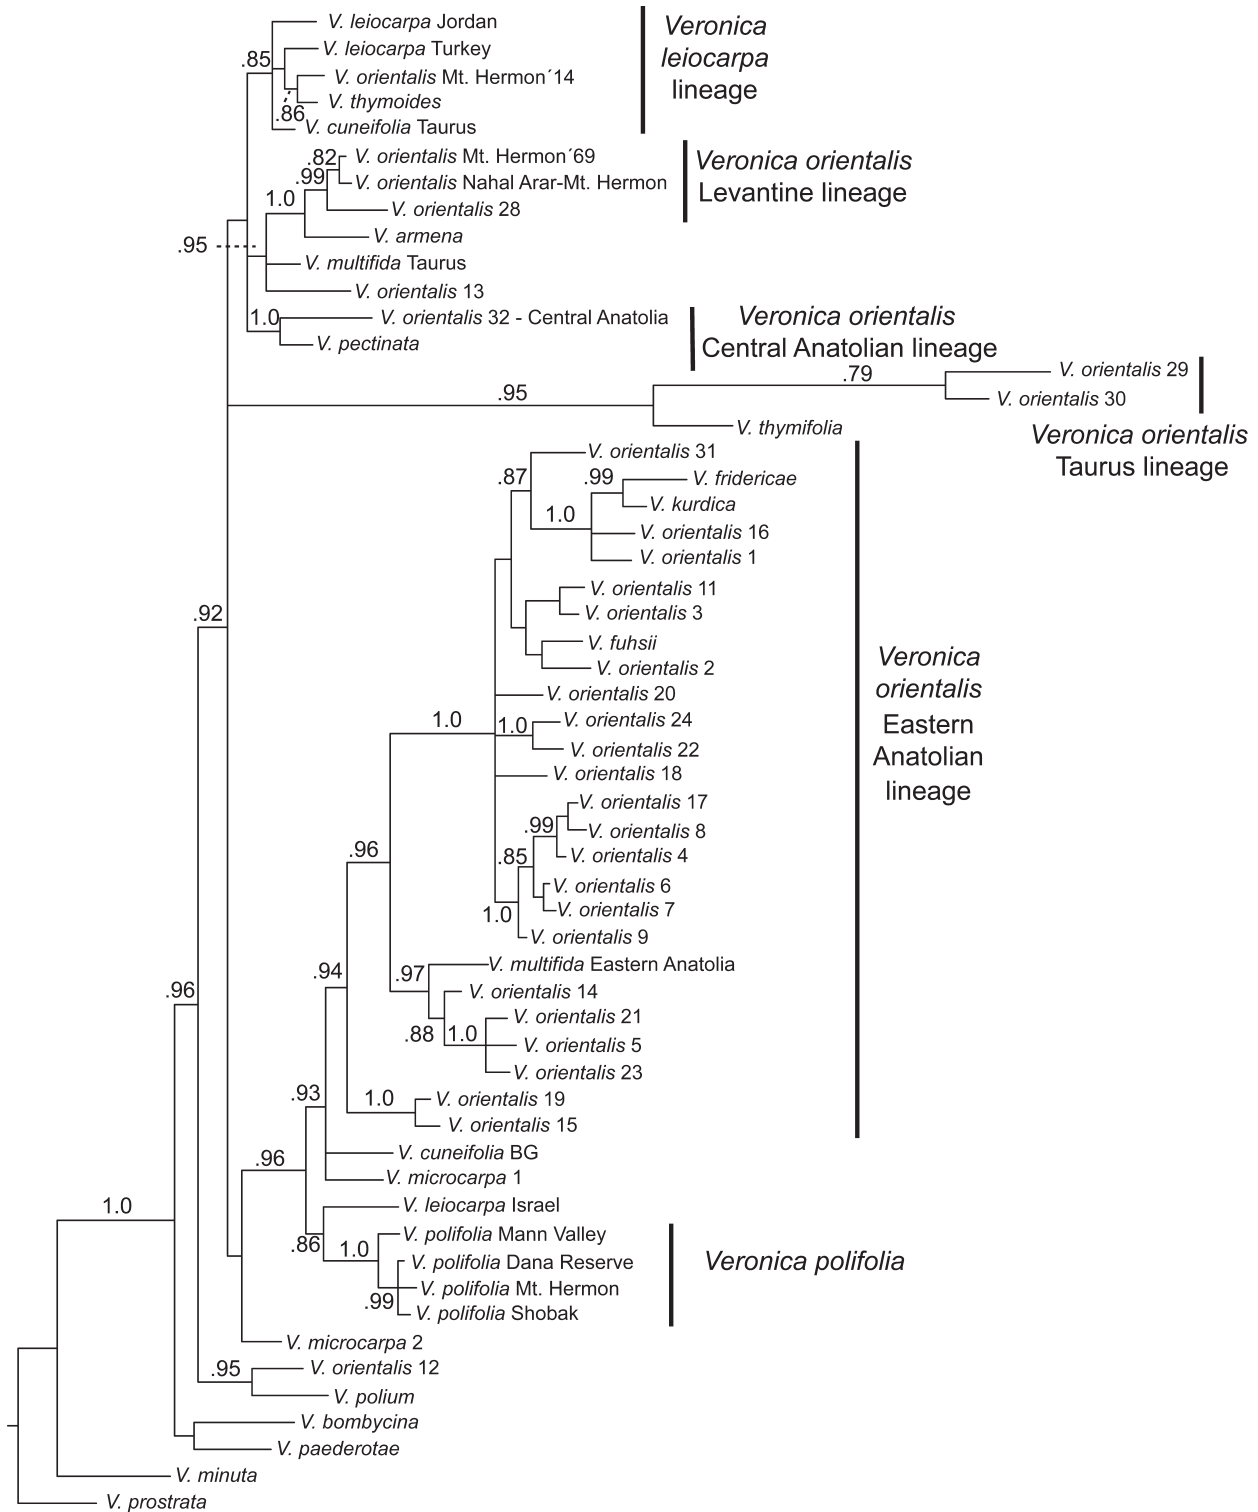 V. leiocarpa Jordan
.85
V. leiocarpa Turkey
V. orientalis Mt. Hermon´14
V. thymoides
.86
V. cuneifolia Taurus
Veronica
leiocarpa
lineage
.82
V. orientalis Mt. Hermon´69
.99
V. orientalis Nahal Arar-Mt. Hermon
1.0
V. orientalis 28
Veronica orientalis
Levantine lineage
V. armena
.95
V. multifida Taurus
V. orientalis 13
1.0
V. orientalis 32 - Central Anatolia
V. pectinata
Veronica orientalis
Central Anatolian lineage
.95
.79
V. orientalis 29
V. orientalis 30
V. thymifolia
Veronica orientalis
Taurus lineage
V. orientalis 31
.87
.99
V. fridericae
V. kurdica
1.0
V. orientalis 16
V. orientalis 1
V. orientalis 11
V. orientalis 3
.92
V. fuhsii
V. orientalis 2
V. orientalis 20
1.0
1.0
V. orientalis 24
V. orientalis 22
V. orientalis 18
Veronica
orientalis
Eastern
Anatolian
lineage
V. orientalis 17
.99
V. orientalis 8
.96
.85
V. orientalis 4
V. orientalis 6
1.0
V. orientalis 7
V. orientalis 9
.94
.97
V. multifida Eastern Anatolia
.96
V. orientalis 14
V. orientalis 21
.88
1.0
V. orientalis 5
V. orientalis 23
.93
1.0
V. orientalis 19
V. orientalis 15
V. cuneifolia BG
.96
V. microcarpa 1
1.0
V. leiocarpa Israel
.86
1.0
V. polifolia Mann Valley
V. polifolia Dana Reserve
V. polifolia Mt. Hermon
.99
V. polifolia Shobak
Veronica polifolia
V. microcarpa 2
.95
V. orientalis 12
V. polium
V. bombycina
V. paederotae
V. minuta
V. prostrata